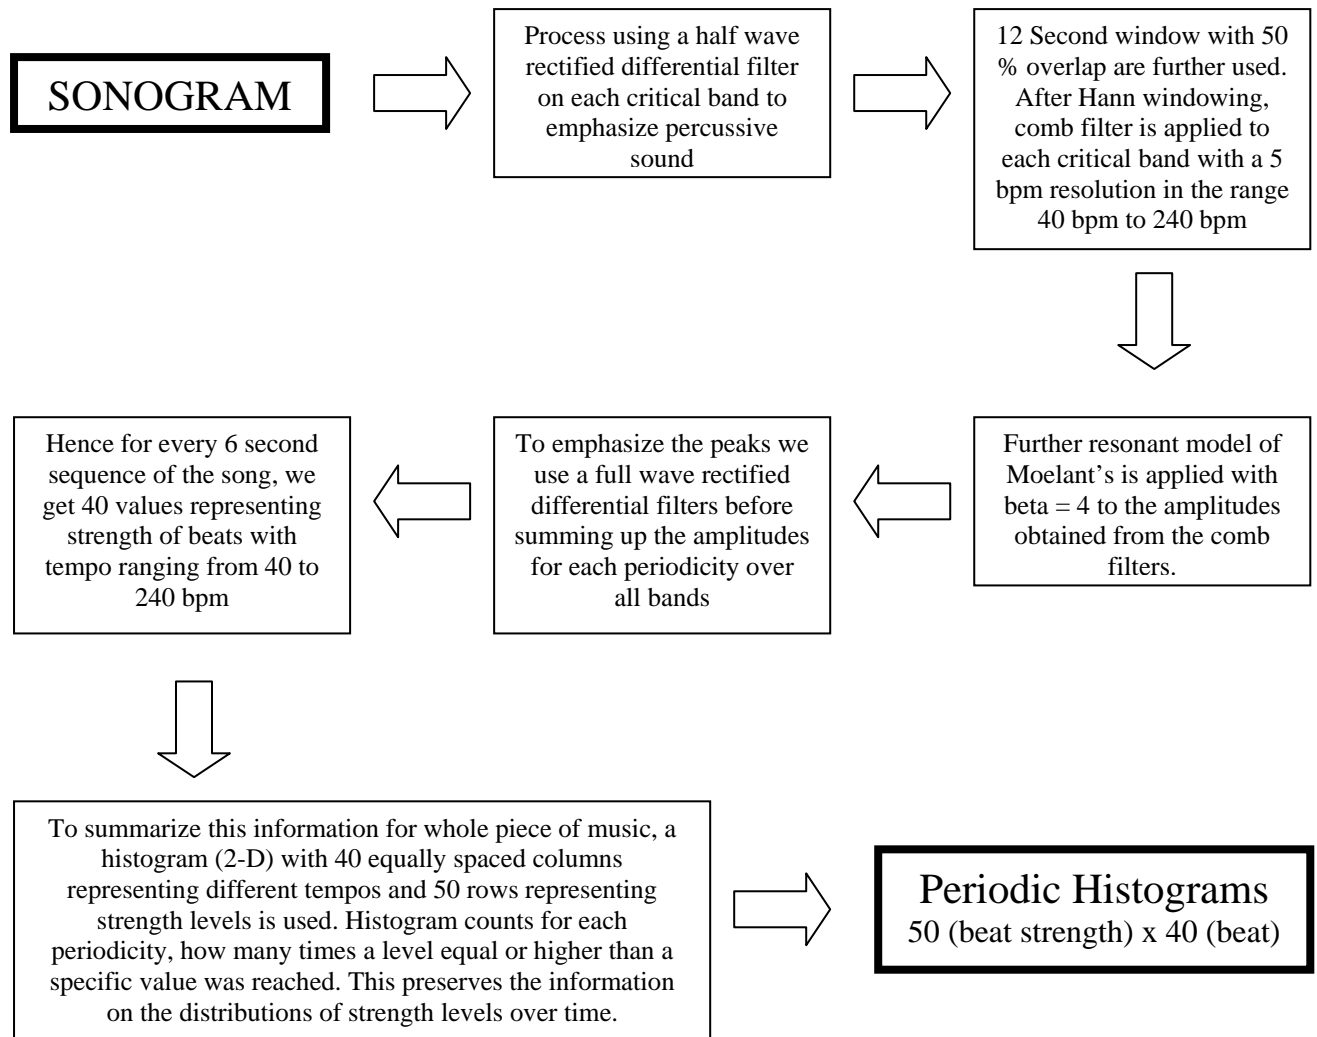 SONOGRAM
Process using a half wave
rectified differential filter
on each critical band to
emphasize percussive
sound
12 Second window with 50
% overlap are further used.
After Hann windowing,
comb filter is applied to
each critical band with a 5
bpm resolution in the range
40 bpm to 240 bpm
Further resonant model of
Moelant's is applied with
beta = 4 to the amplitudes
obtained from the comb
filters.
To emphasize the peaks we
use a full wave rectified
differential filters before
summing up the amplitudes
for each periodicity over
all bands
Hence for every 6 second
sequence of the song, we
get 40 values representing
strength of beats with
tempo ranging from 40 to
240 bpm
To summarize this information for whole piece of music, a
histogram (2-D) with 40 equally spaced columns
representing different tempos and 50 rows representing
strength levels is used. Histogram counts for each
periodicity, how many times a level equal or higher than a
specific value was reached. This preserves the information
on the distributions of strength levels over time.
Periodic Histograms
50 (beat strength) x 40 (beat)